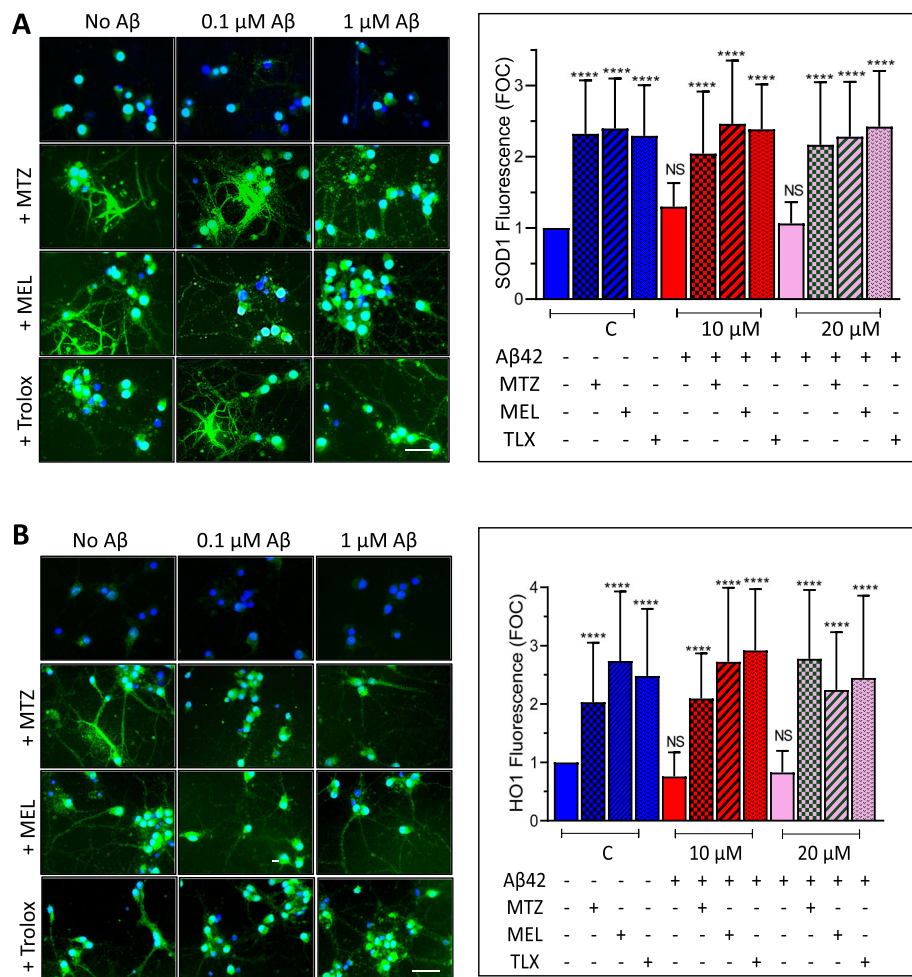 A
No Aβ 0.1 µM Aβ 1 µM Aβ
+ MTZ
+ MEL
+ Trolox
SOD1 Fluorescence (FOC)
3
2
1
0
**** **** **** NS **** **** **** NS **** **** ****
C 10 µM 20 µM
Aβ42 - - - - + + + + + + + +
MTZ - + - - - + - - - + - -
MEL - - + - - - + - - - + -
TLX - - - + - - - + - - - +
B
No Aβ 0.1 µM Aβ 1 µM Aβ
+ MTZ
+ MEL
+ Trolox
HO1 Fluorescence (FOC)
4
3
2
1
0
**** **** **** NS **** **** **** NS **** **** ****
C 10 µM 20 µM
Aβ42 - - - - + + + + + + + +
MTZ - + - - - + - - - + - -
MEL - - + - - - + - - - + -
TLX - - - + - - - + - - - +